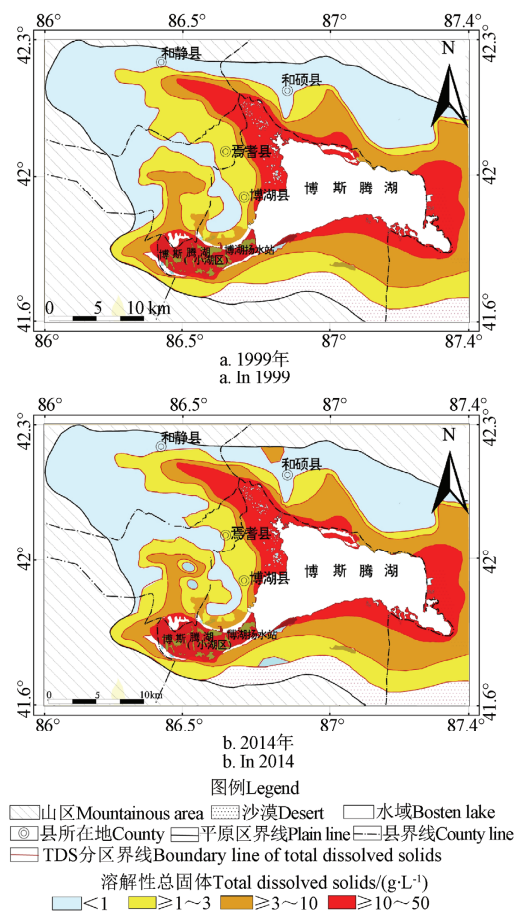 86° 86.5° 87° 87.4°
42.3° 42.3°
和静县
和硕县
N
焉耆县
42° 42°
博斯腾湖
博湖县
博斯腾湖 博湖扬水站
(小湖区)
0 5 10 km
41.6° 41.6°
86° 86.5° 87° 87.4°
a. 1999年
a. In 1999
86° 86.5° 87° 87.4°
42.3° 42.3°
和静县
N
和硕县
焉耆县
42° 42°
博斯腾湖
博湖县
博斯腾湖 博湖扬水站
(小湖区)
0 5 10km
41.6° 41.6°
86° 86.5° 87° 87.4°
b. 2014年
b. In 2014
图例Legend
山区Mountainous area 沙漠Desert 水域Bosten lake
县所在地County 平原区界线Plain line 县界线County line
TDS分区界线Boundary line of total dissolved solids
溶解性总固体Total dissolved solids/(g·L⁻¹)
<1 ≥1~3 ≥3~10 ≥10~50